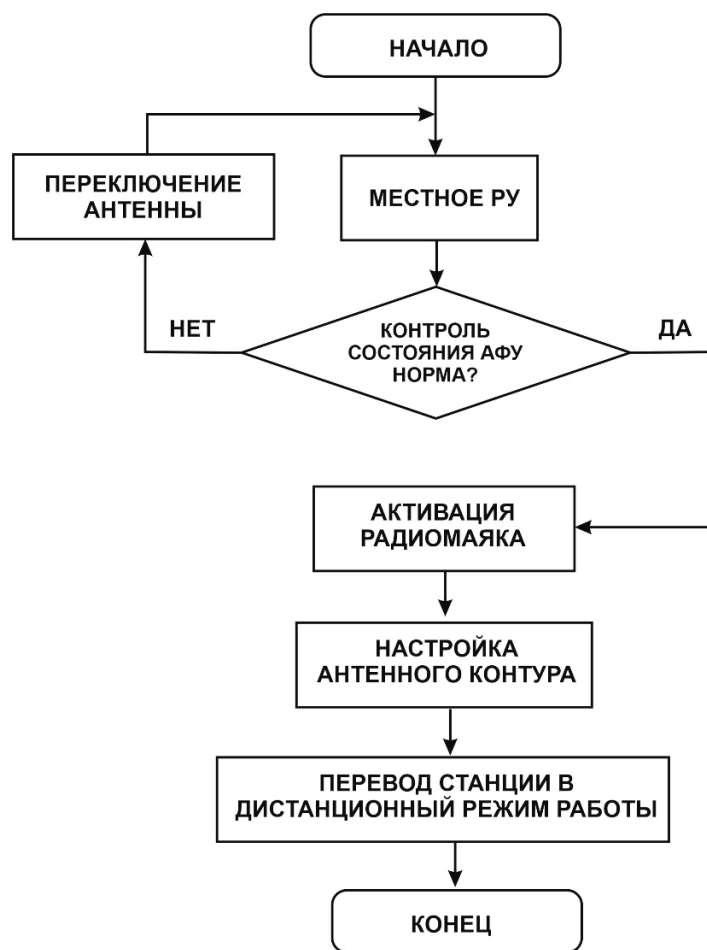 НАЧАЛО
ПЕРЕКЛЮЧЕНИЕ
АНТЕННЫ
МЕСТНОЕ РУ
НЕТ
КОНТРОЛЬ
СОСТОЯНИЯ АФУ
НОРМА?
ДА
АКТИВАЦИЯ
РАДИОМАЯКА
НАСТРОЙКА
АНТЕННОГО КОНТУРА
ПЕРЕВОД СТАНЦИИ В
ДИСТАНЦИОННЫЙ РЕЖИМ РАБОТЫ
КОНЕЦ